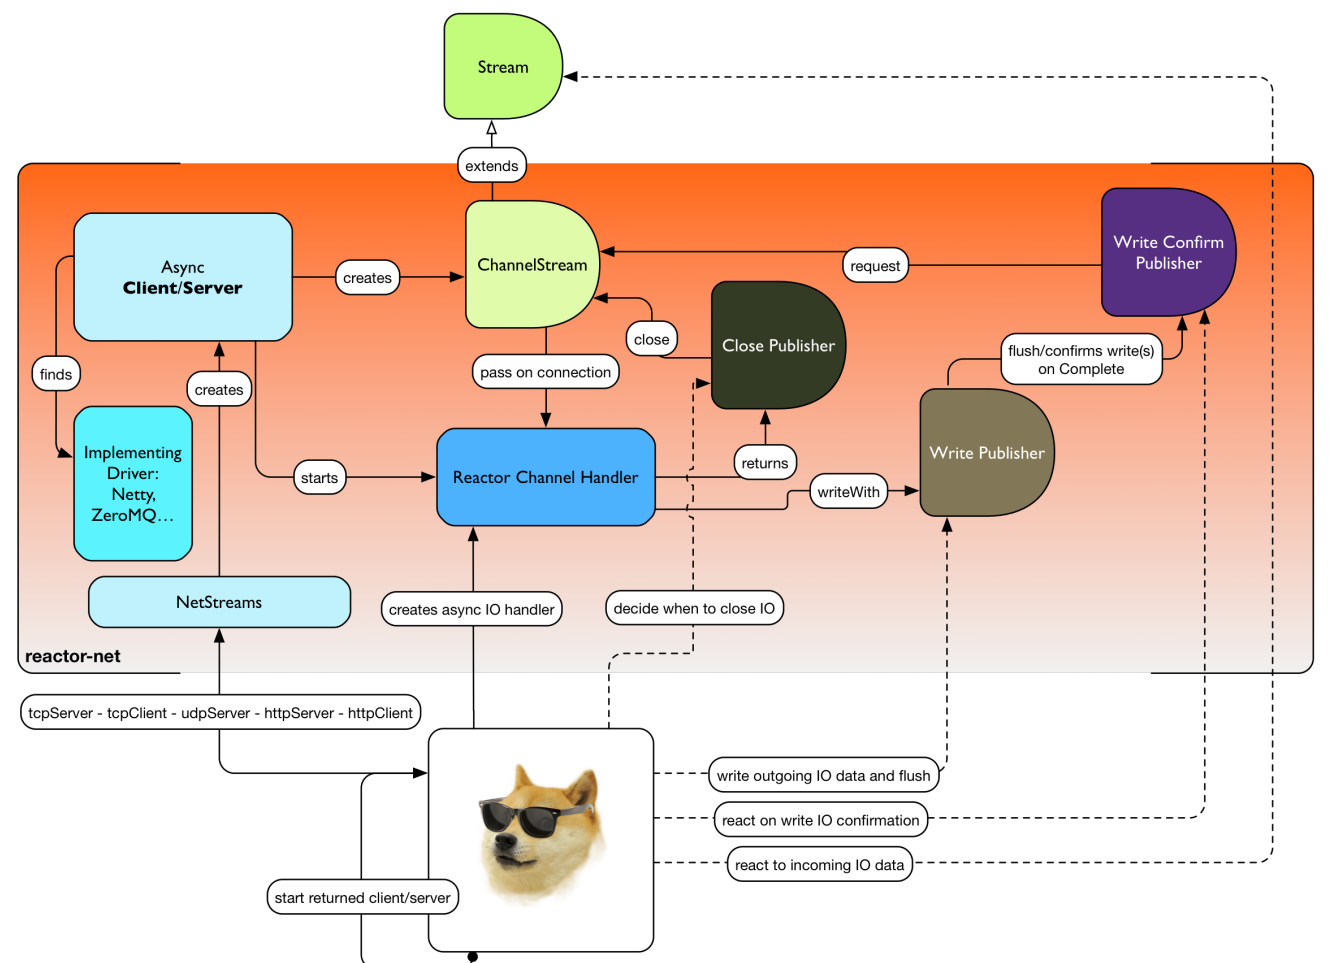 Stream
extends
Async
Client/Server
creates
ChannelStream
request
Write Confirm
Publisher
finds
creates
pass on connection
close
Close Publisher
flush/confirms write(s)
on Complete
Implementing
Driver:
Netty,
ZeroMQ...
starts
Reactor Channel Handler
returns
writeWith
Write Publisher
NetStreams
creates async IO handler
decide when to close IO
reactor-net
tcpServer - tcpClient - udpServer - httpServer - httpClient
write outgoing IO data and flush
react on write IO confirmation
react to incoming IO data
start returned client/server